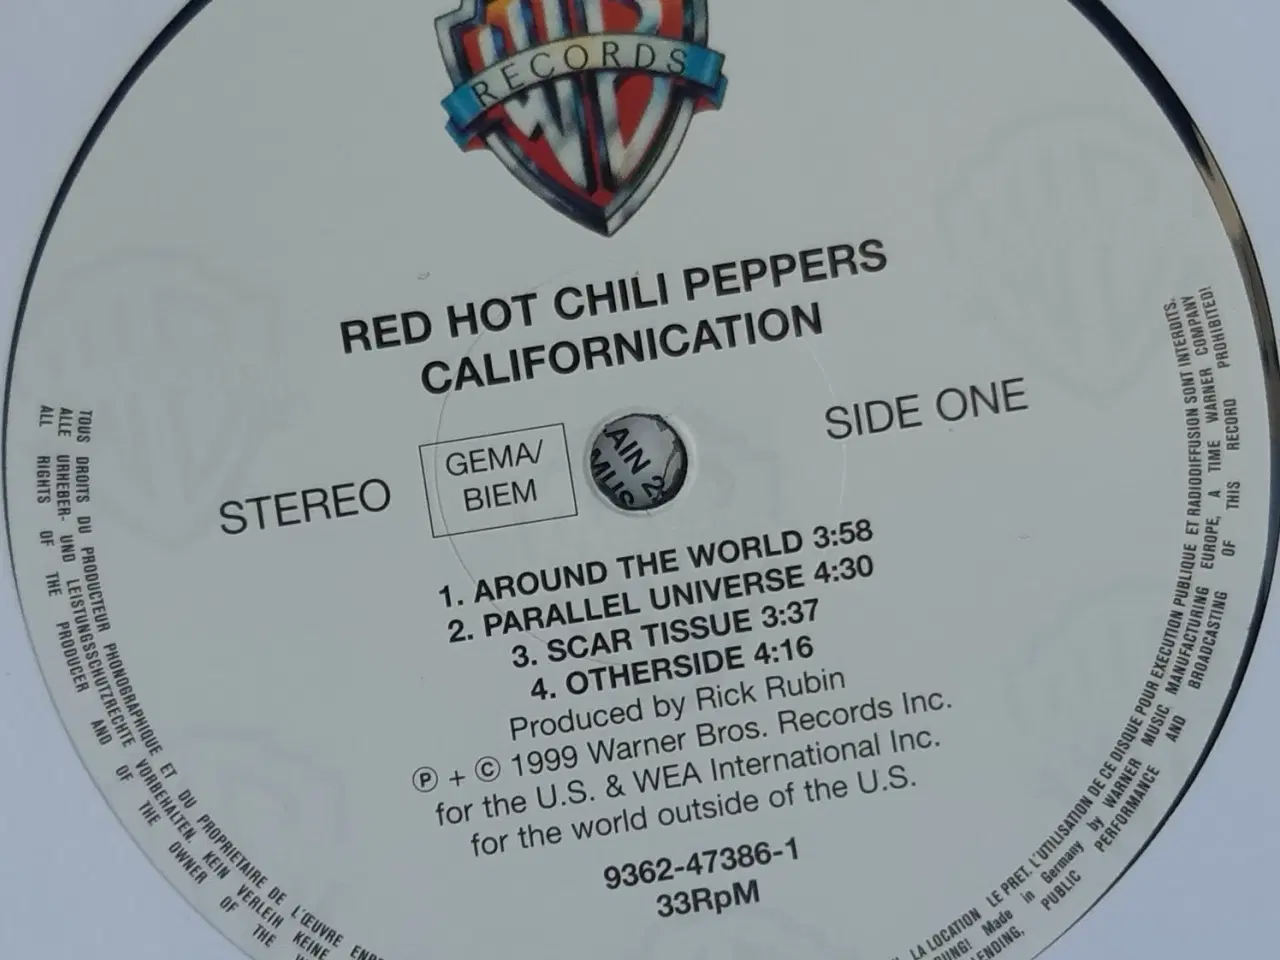 RECORDS
RED HOT CHILI PEPPERS
CALIFORNICATION
SIDE ONE
STEREO
GEMA/
BIEM
AIN 2
MUS
1. AROUND THE WORLD 3:58
2. PARALLEL UNIVERSE 4:30
3. SCAR TISSUE 3:37
4. OTHERSIDE 4:16
Produced by Rick Rubin
℗ + © 1999 Warner Bros. Records Inc.
for the U.S. & WEA International Inc.
for the world outside of the U.S.
9362-47386-1
33RpM
TOUS DROITS DU PRODUCTEUR PHONOGRAPHIQUE ET DU PROPRIETAIRE DE L'ŒUVRE
ALLE URHEBER- UND LEISTUNGSSCHUTZRECHTE VORBEHALTEN. KEIN VERLEIH KEINE
ALL RIGHTS OF THE PRODUCER AND OF THE OWNER OF THE
LA LOCATION LE PRET, L'UTILISATION DE CE DISQUE POUR EXECUTION PUBLIQUE ET RADIODIFFUSION SONT INTERDITS.
Made in Germany by WARNER MUSIC MANUFACTURING EUROPE, A TIME WARNER COMPANY
LENDING, PUBLIC PERFORMANCE AND BROADCASTING OF THIS RECORD PROHIBITED!